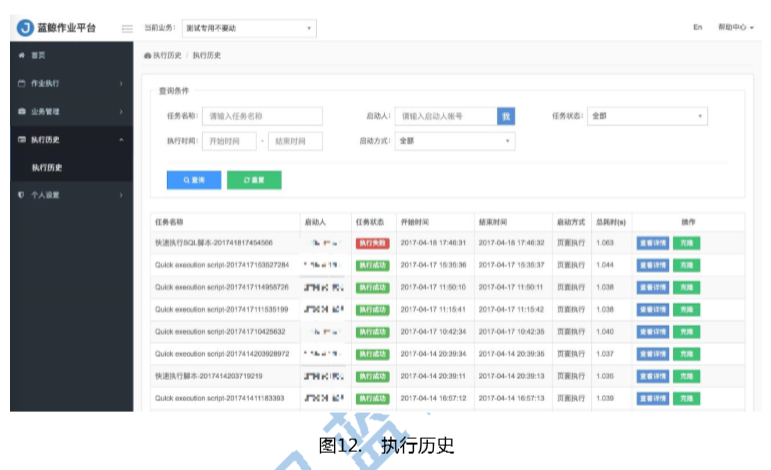 蓝鲸作业平台 当前业务: 测试专用不要动 En 帮助中心
首页
作业执行
业务管理
执行历史
执行历史
个人设置
执行历史 / 执行历史
查询条件
任务名称: 请输入任务名称 启动人: 请输入启动人帐号 我 任务状态: 全部
执行时间: 开始时间 - 结束时间 启动方式: 全部
查询 重置
任务名称 启动人 任务状态 开始时间 结束时间 启动方式 总耗时(s) 操作
快速执行SQL脚本-201741817454566 执行失败 2017-04-18 17:46:31 2017-04-18 17:46:32 页面执行 1.063 查看详情 克隆
Quick execution script-2017417153527284 执行成功 2017-04-17 15:35:36 2017-04-17 15:35:37 页面执行 1.044 查看详情 克隆
Quick execution script-2017417114956726 执行成功 2017-04-17 11:50:10 2017-04-17 11:50:11 页面执行 1.038 查看详情 克隆
Quick execution script-2017417111535199 执行成功 2017-04-17 11:15:41 2017-04-17 11:15:42 页面执行 1.038 查看详情 克隆
Quick execution script-201741710425632 执行成功 2017-04-17 10:42:34 2017-04-17 10:42:35 页面执行 1.040 查看详情 克隆
Quick execution script-2017414203928972 执行成功 2017-04-14 20:39:34 2017-04-14 20:39:35 页面执行 1.037 查看详情 克隆
快速执行脚本-2017414203719219 执行成功 2017-04-14 20:39:11 2017-04-14 20:39:13 页面执行 1.035 查看详情 克隆
Quick execution script-201741411183393 执行成功 2017-04-14 16:57:12 2017-04-14 16:57:13 页面执行 1.039 查看详情 克隆
图12. 执行历史